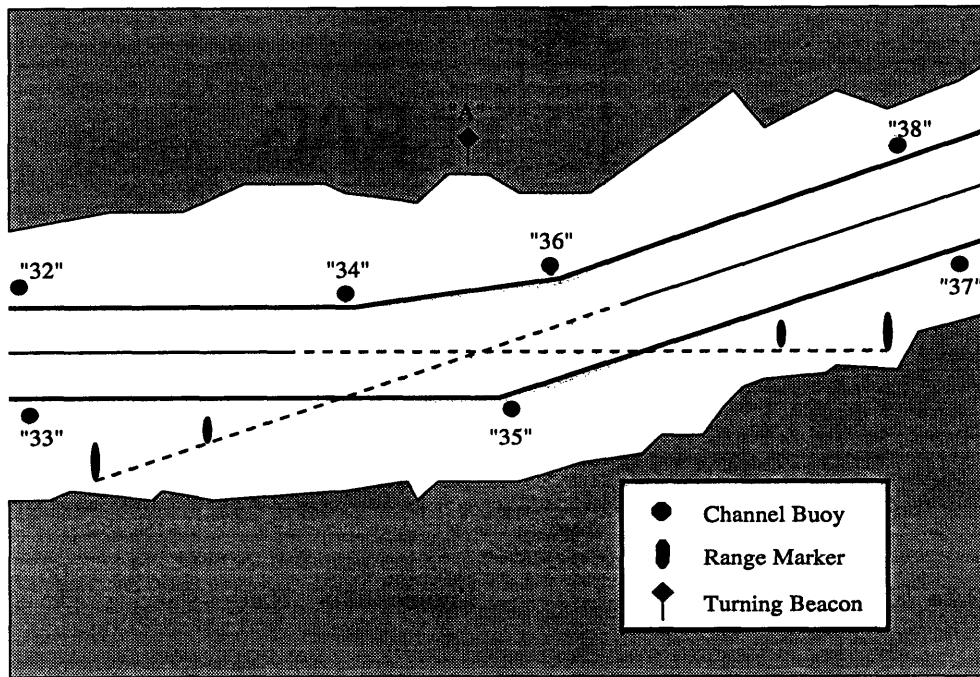 "A"
"38"
"36"
"32"
"34"
"37"
"33"
"35"
Channel Buoy
Range Marker
Turning Beacon